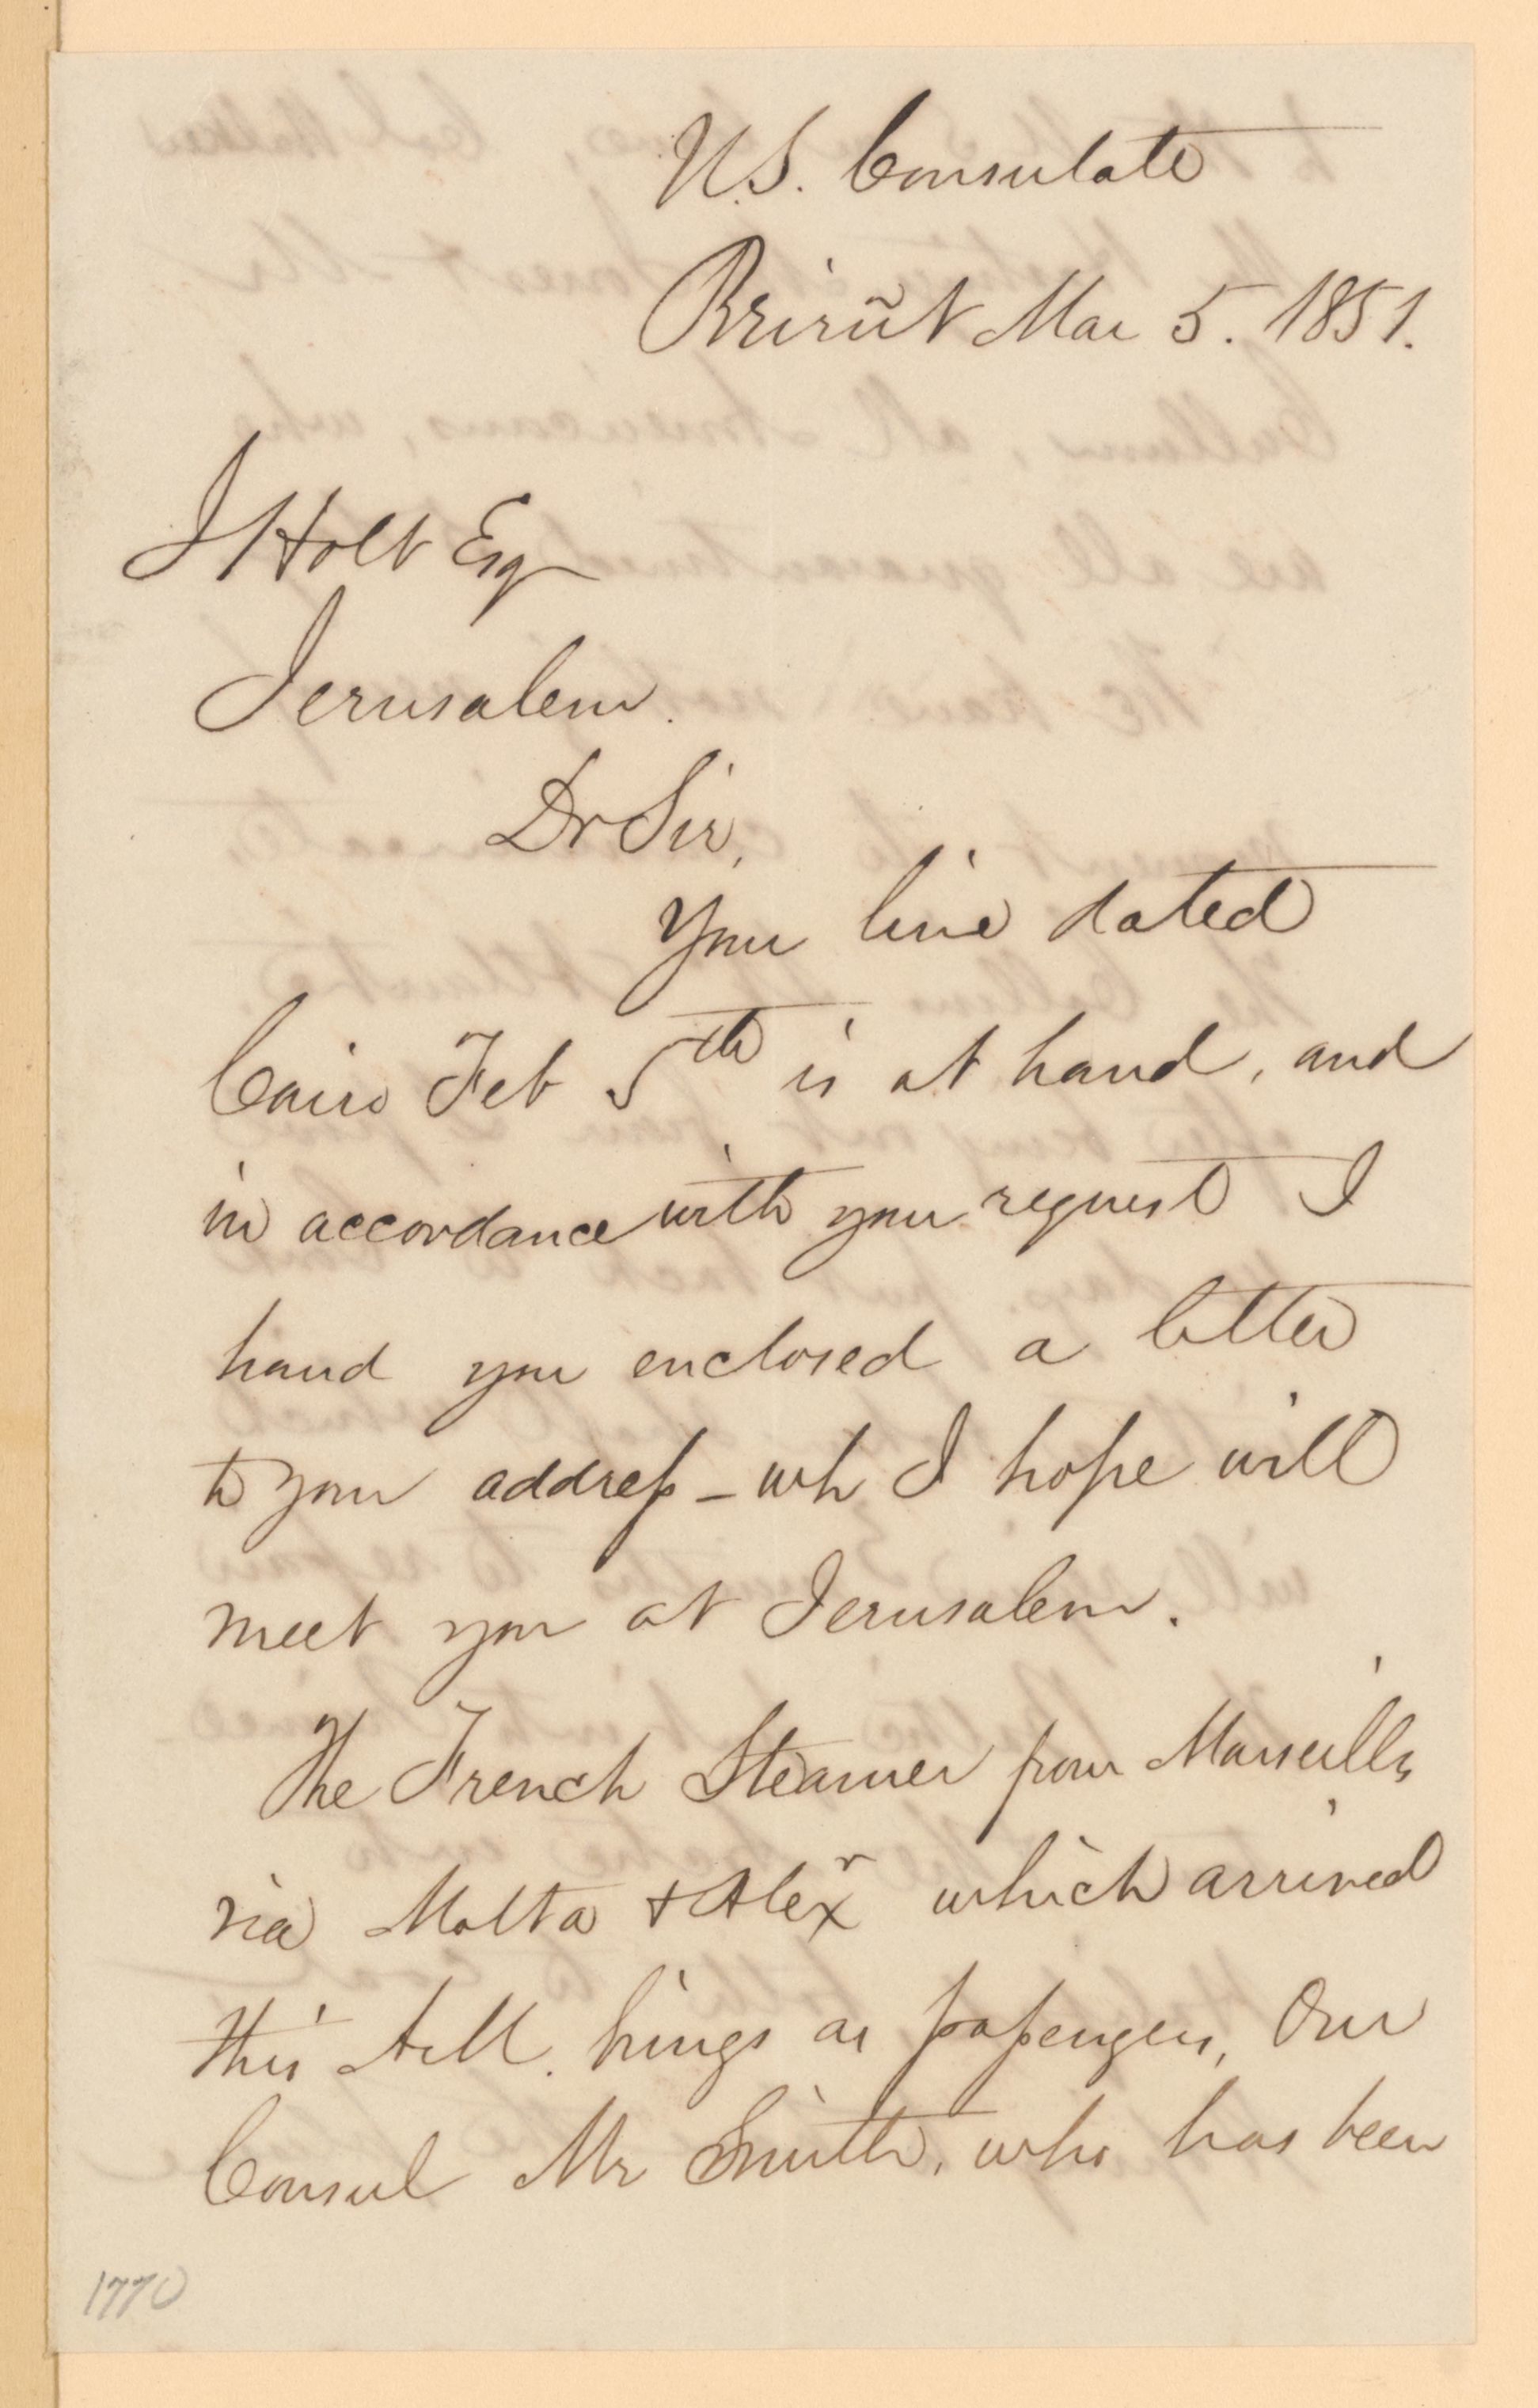 U.S. Consulate
Beirût Mar 5. 1851.
J Holt Esq
Jerusalem.
Dr Sir,
Your line dated
Cairo Feb 5th is at hand, and
in accordance with your request I
hand you enclosed a letter
to your address – wh I hope will
meet you at Jerusalem.
The French Steamer from Marseills
via Malta & Alexr which arrived
this A.M. brings as passengers, Our
Consul Mr Smith, who has been
1770